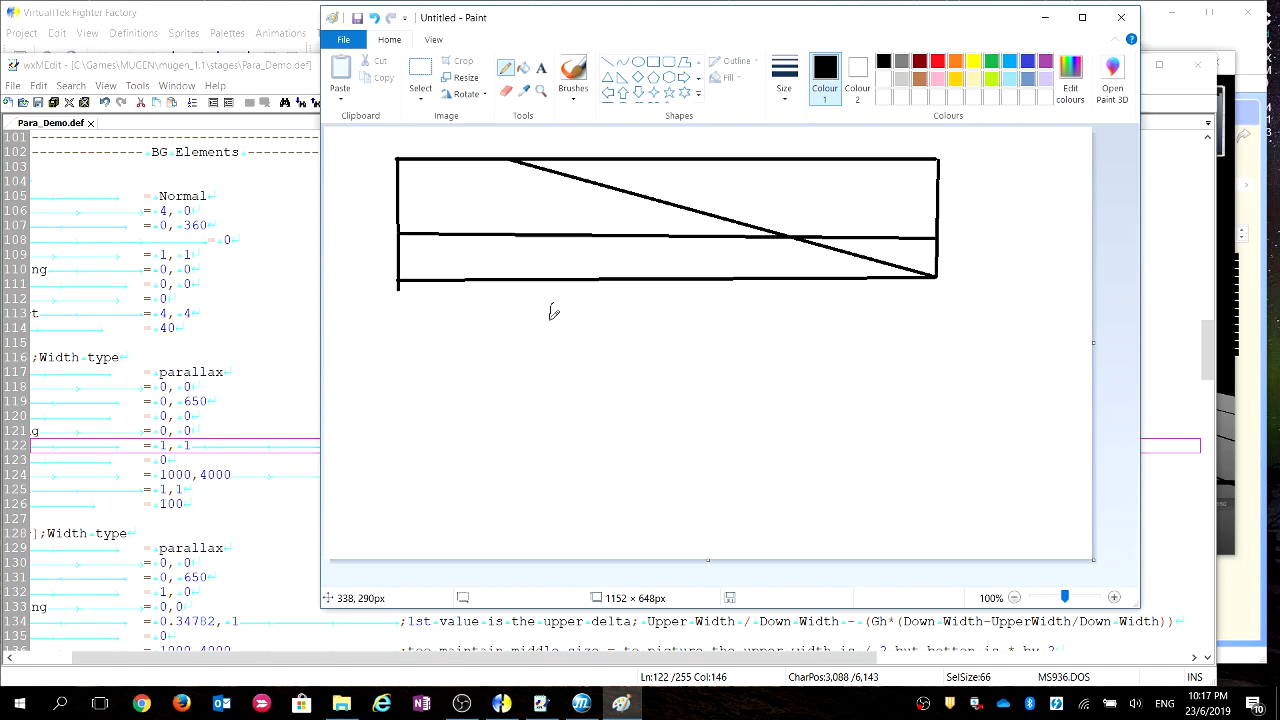 VirtuallTek Fighter Factory
Project Edit View Definitions Sprites Palettes Animations
Untitled - Paint
File Home View
Paste
Cut
Copy
Clipboard
Select
Crop
Resize
Rotate
Image
Tools
Brushes
Outline
Fill
Shapes
Size
Colour 1
Colour 2
Edit colours
Open Paint 3D
Colours
wxMEdit - [C:\Games\MUCEN\mugen_1.1\stages
File Edit View Search Tools Window Help
Para_Demo.def
101
102 BG Elements
103
104
105 = Normal
106 = 4, 0
107 = 0, 360
108 = 0
109 = 1, 1
110 ng = 0, 0
111 = 0, 0
112 = 0
113 t = 4, 4
114 = 40
115
116 ;Width type
117 = parallax
118 = 0, 0
119 = 0, 650
120 = 0, 0
121 g = 0, 0
122 = 1, 1
123 = 0
124 = 1000,4000
125 = 1,1
126 = 100
127
128 ];Width type
129 = parallax
130 = 0, 0
131 = 0, 650
132 = 1, 0
133 ng = 0,0
134 = 0.34782, 1 ;1st value is the upper delta; Upper Width / Down Width - (Gh*(Down Width-UpperWidth/Down Width))
135 = 0
338, 290px
1152 × 648px
100%
Ln:122 /255 Col:146
CharPos:3,088 /6,143
SelSize:66
MS936.DOS
INS
ENG
10:17 PM
23/6/2019
10